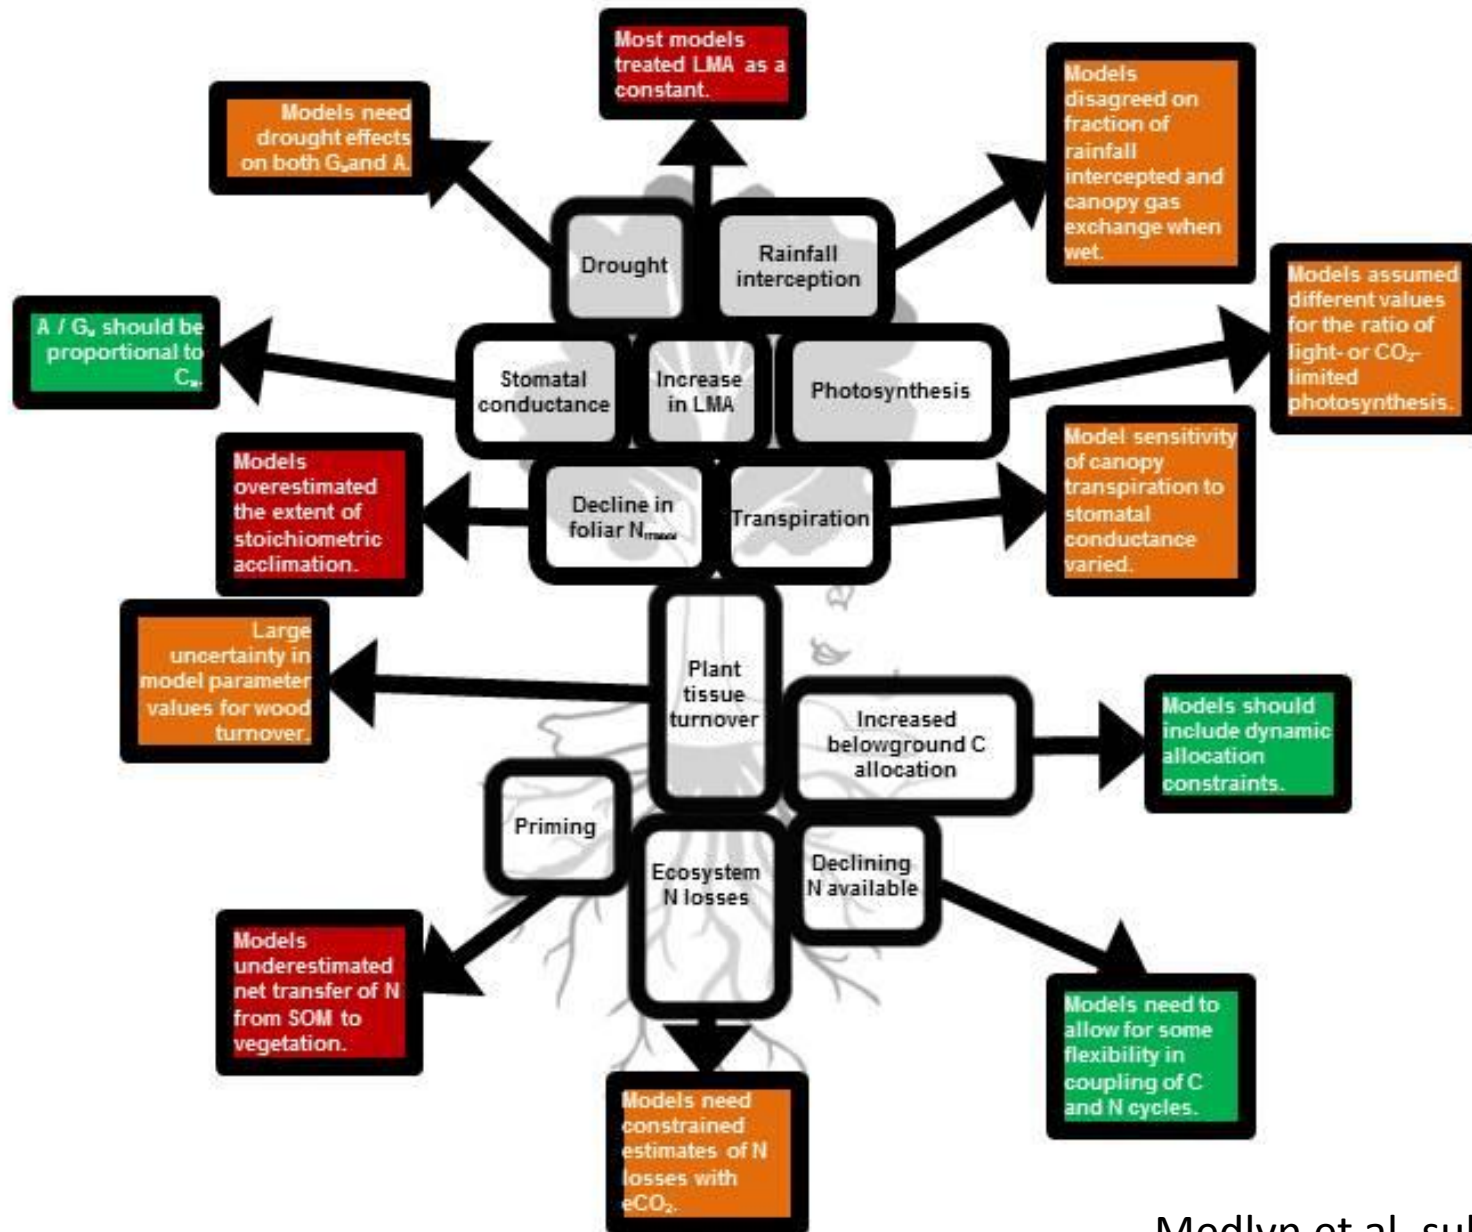 Most models
treated LMA as a
constant.
Models need
drought effects
on both Gw and A.
Models
disagreed on
fraction of
rainfall
intercepted and
canopy gas
exchange when
wet.
Drought
Rainfall
interception
Models assumed
different values
for the ratio of
light- or CO₂-
limited
photosynthesis.
A / Gw should be
proportional to
Ca.
Stomatal
conductance
Increase
in LMA
Photosynthesis
Models
overestimated
the extent of
stoichiometric
acclimation.
Decline in
foliar Nmass
Transpiration
Model sensitivity
of canopy
transpiration to
stomatal
conductance
varied.
Large
uncertainty in
model parameter
values for wood
turnover.
Plant
tissue
turnover
Increased
belowground C
allocation
Models should
include dynamic
allocation
constraints.
Priming
Ecosystem
N losses
Declining
N available
Models
underestimated
net transfer of N
from SOM to
vegetation.
Models need to
allow for some
flexibility in
coupling of C
and N cycles.
Models need
constrained
estimates of N
losses with
eCO₂.
Medlyn et al.